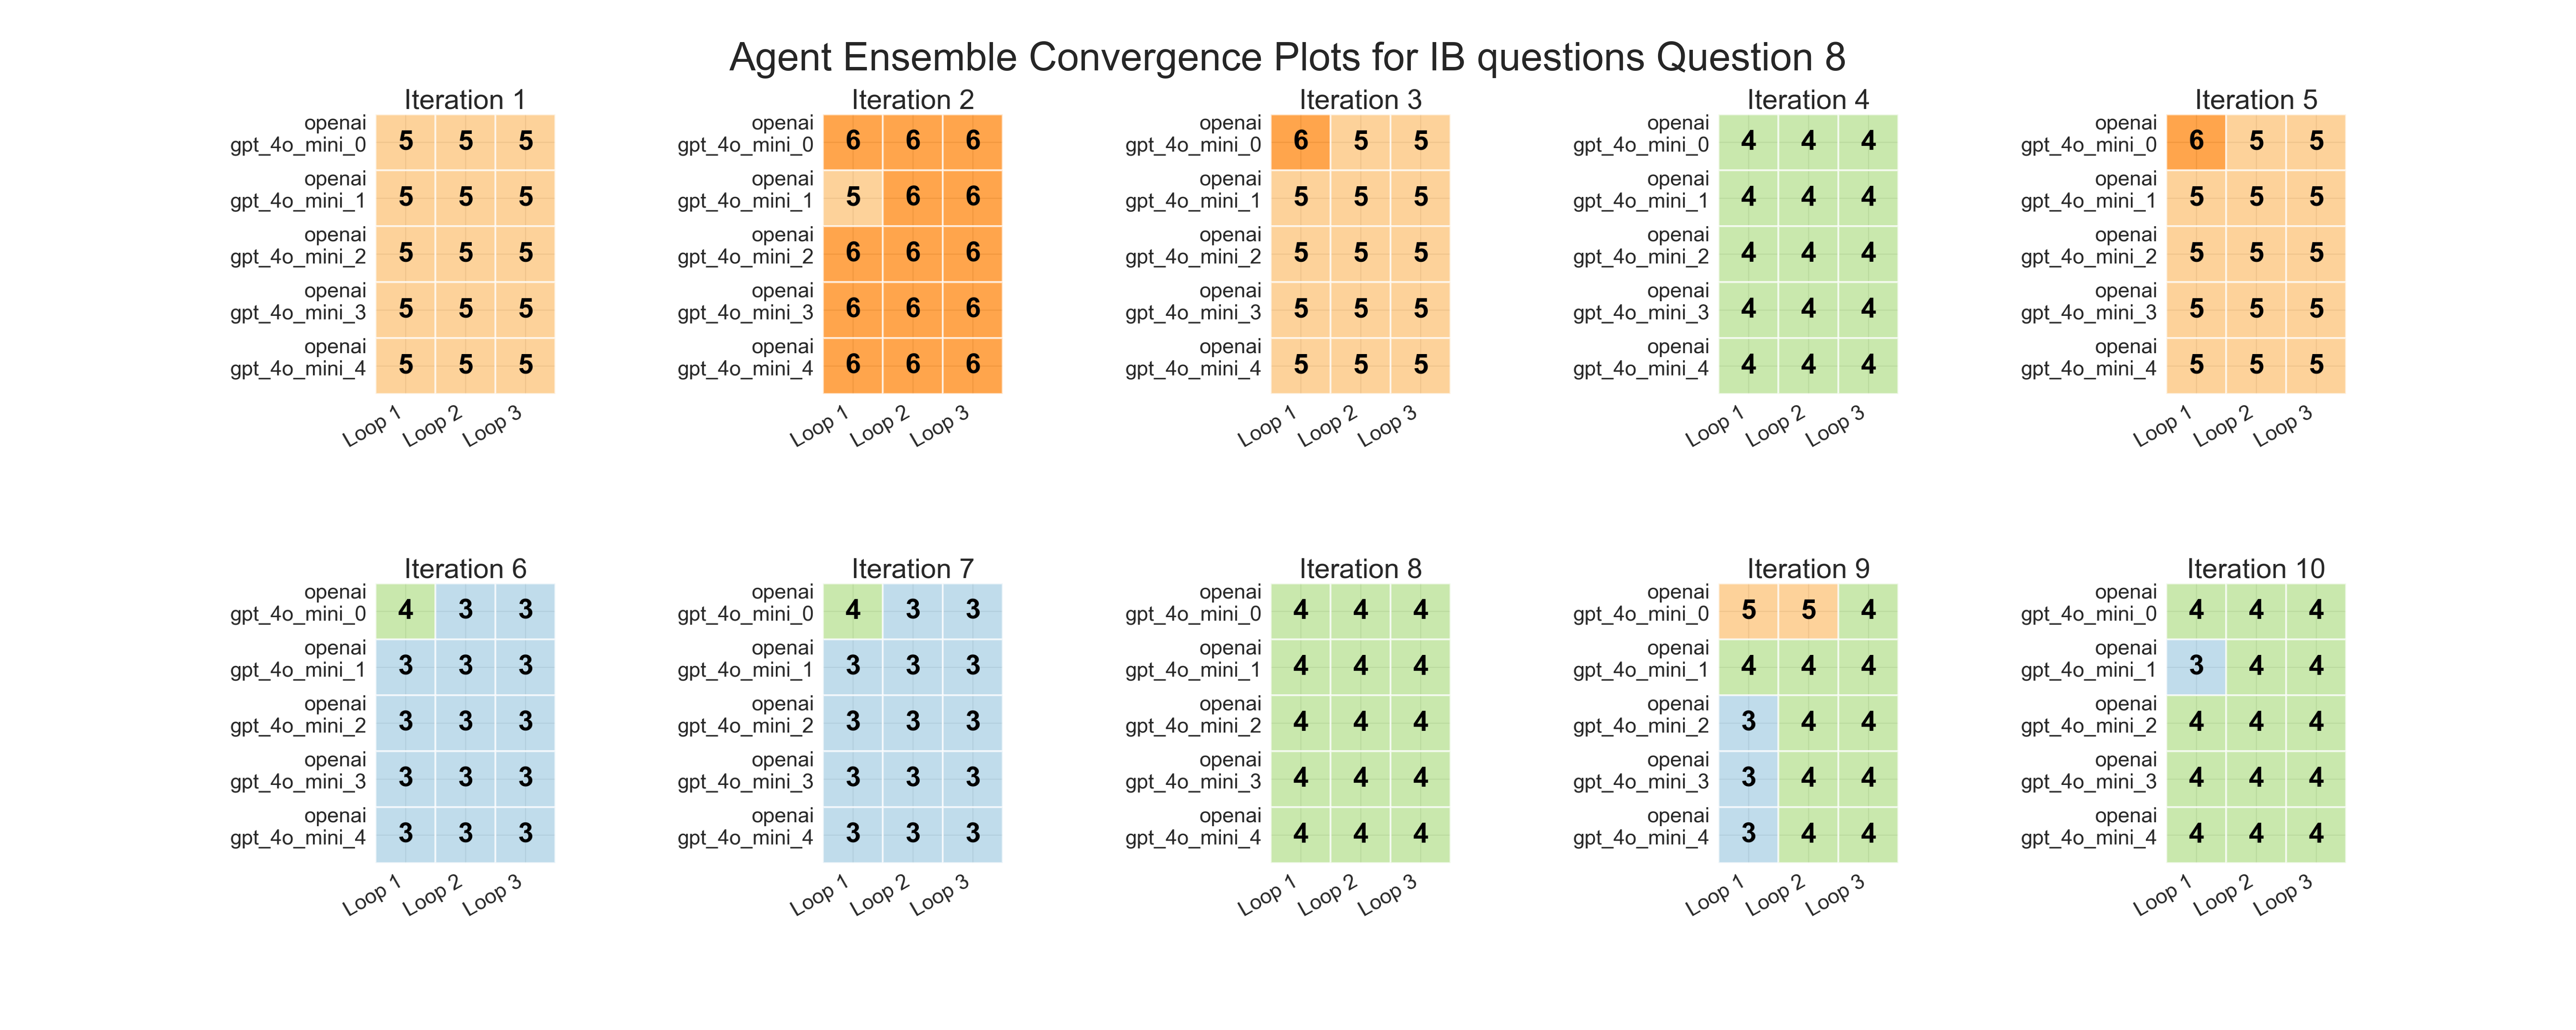 Agent Ensemble Convergence Plots for IB questions Question 8
Iteration 1
openai
gpt_4o_mini_0 5 5 5
openai
gpt_4o_mini_1 5 5 5
openai
gpt_4o_mini_2 5 5 5
openai
gpt_4o_mini_3 5 5 5
openai
gpt_4o_mini_4 5 5 5
Loop 1 Loop 2 Loop 3
Iteration 2
openai
gpt_4o_mini_0 6 6 6
openai
gpt_4o_mini_1 5 6 6
openai
gpt_4o_mini_2 6 6 6
openai
gpt_4o_mini_3 6 6 6
openai
gpt_4o_mini_4 6 6 6
Loop 1 Loop 2 Loop 3
Iteration 3
openai
gpt_4o_mini_0 6 5 5
openai
gpt_4o_mini_1 5 5 5
openai
gpt_4o_mini_2 5 5 5
openai
gpt_4o_mini_3 5 5 5
openai
gpt_4o_mini_4 5 5 5
Loop 1 Loop 2 Loop 3
Iteration 4
openai
gpt_4o_mini_0 4 4 4
openai
gpt_4o_mini_1 4 4 4
openai
gpt_4o_mini_2 4 4 4
openai
gpt_4o_mini_3 4 4 4
openai
gpt_4o_mini_4 4 4 4
Loop 1 Loop 2 Loop 3
Iteration 5
openai
gpt_4o_mini_0 6 5 5
openai
gpt_4o_mini_1 5 5 5
openai
gpt_4o_mini_2 5 5 5
openai
gpt_4o_mini_3 5 5 5
openai
gpt_4o_mini_4 5 5 5
Loop 1 Loop 2 Loop 3
Iteration 6
openai
gpt_4o_mini_0 4 3 3
openai
gpt_4o_mini_1 3 3 3
openai
gpt_4o_mini_2 3 3 3
openai
gpt_4o_mini_3 3 3 3
openai
gpt_4o_mini_4 3 3 3
Loop 1 Loop 2 Loop 3
Iteration 7
openai
gpt_4o_mini_0 4 3 3
openai
gpt_4o_mini_1 3 3 3
openai
gpt_4o_mini_2 3 3 3
openai
gpt_4o_mini_3 3 3 3
openai
gpt_4o_mini_4 3 3 3
Loop 1 Loop 2 Loop 3
Iteration 8
openai
gpt_4o_mini_0 4 4 4
openai
gpt_4o_mini_1 4 4 4
openai
gpt_4o_mini_2 4 4 4
openai
gpt_4o_mini_3 4 4 4
openai
gpt_4o_mini_4 4 4 4
Loop 1 Loop 2 Loop 3
Iteration 9
openai
gpt_4o_mini_0 5 5 4
openai
gpt_4o_mini_1 4 4 4
openai
gpt_4o_mini_2 3 4 4
openai
gpt_4o_mini_3 3 4 4
openai
gpt_4o_mini_4 3 4 4
Loop 1 Loop 2 Loop 3
Iteration 10
openai
gpt_4o_mini_0 4 4 4
openai
gpt_4o_mini_1 3 4 4
openai
gpt_4o_mini_2 4 4 4
openai
gpt_4o_mini_3 4 4 4
openai
gpt_4o_mini_4 4 4 4
Loop 1 Loop 2 Loop 3